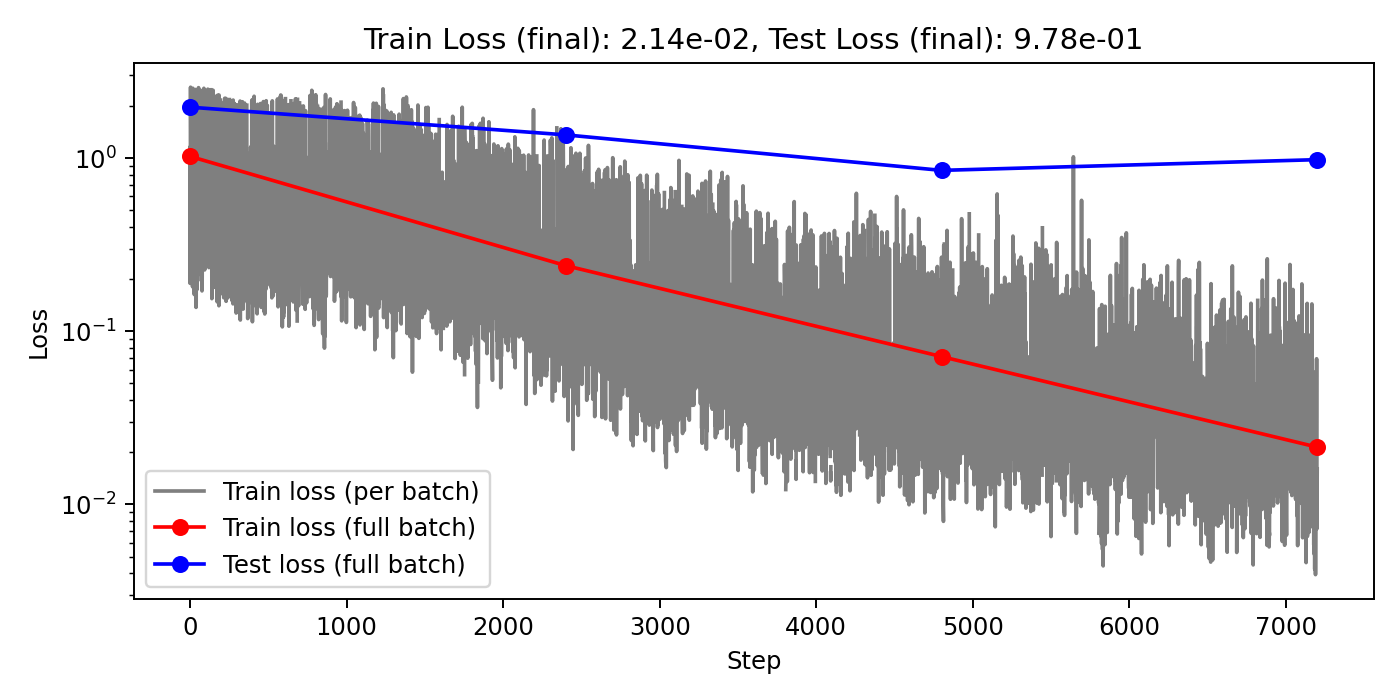 Train Loss (final): 2.14e-02, Test Loss (final): 9.78e-01
Loss
10⁰
10⁻¹
10⁻²
Train loss (per batch)
Train loss (full batch)
Test loss (full batch)
0 1000 2000 3000 4000 5000 6000 7000
Step